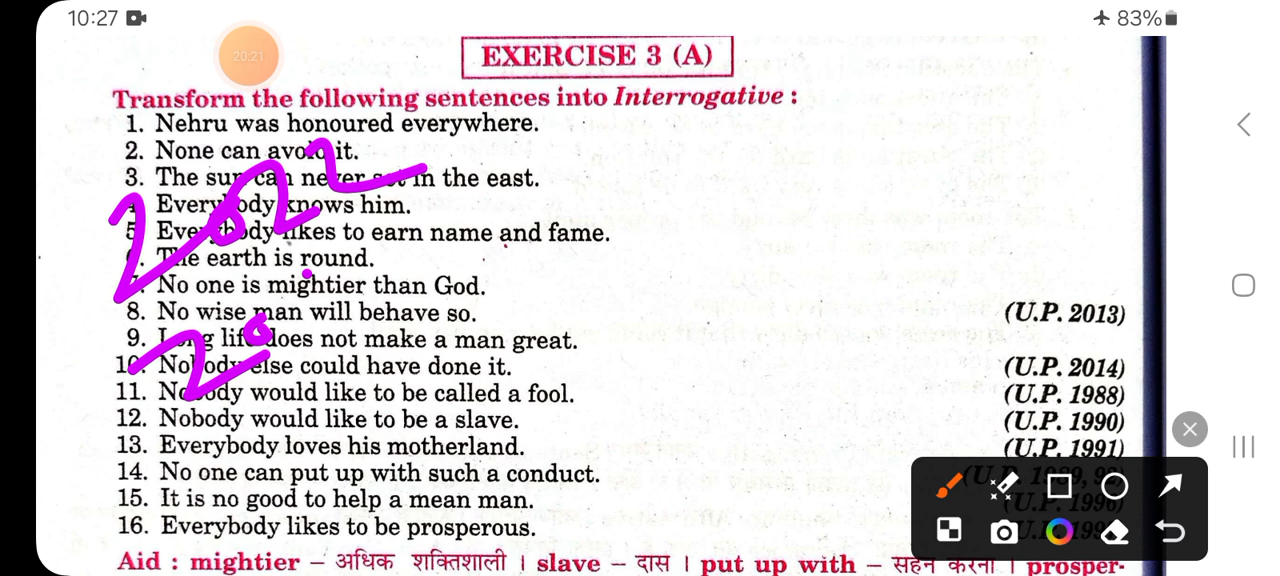 10:27
83%
20:21
EXERCISE 3 (A)
Transform the following sentences into Interrogative :
1. Nehru was honoured everywhere.
2. None can avoid it.
3. The sun can never set in the east.
4. Everybody knows him.
5. Everybody likes to earn name and fame.
6. The earth is round.
7. No one is mightier than God.
8. No wise man will behave so. (U.P. 2013)
9. Long life does not make a man great.
10. Nobody else could have done it. (U.P. 2014)
11. Nobody would like to be called a fool. (U.P. 1988)
12. Nobody would like to be a slave. (U.P. 1990)
13. Everybody loves his motherland. (U.P. 1991)
14. No one can put up with such a conduct. (U.P. 1989, 93)
15. It is no good to help a mean man. (U.P. 1996)
16. Everybody likes to be prosperous.
Aid : mightier – अधिक शक्तिशाली । slave – दास । put up with – सहन करना । prosper-